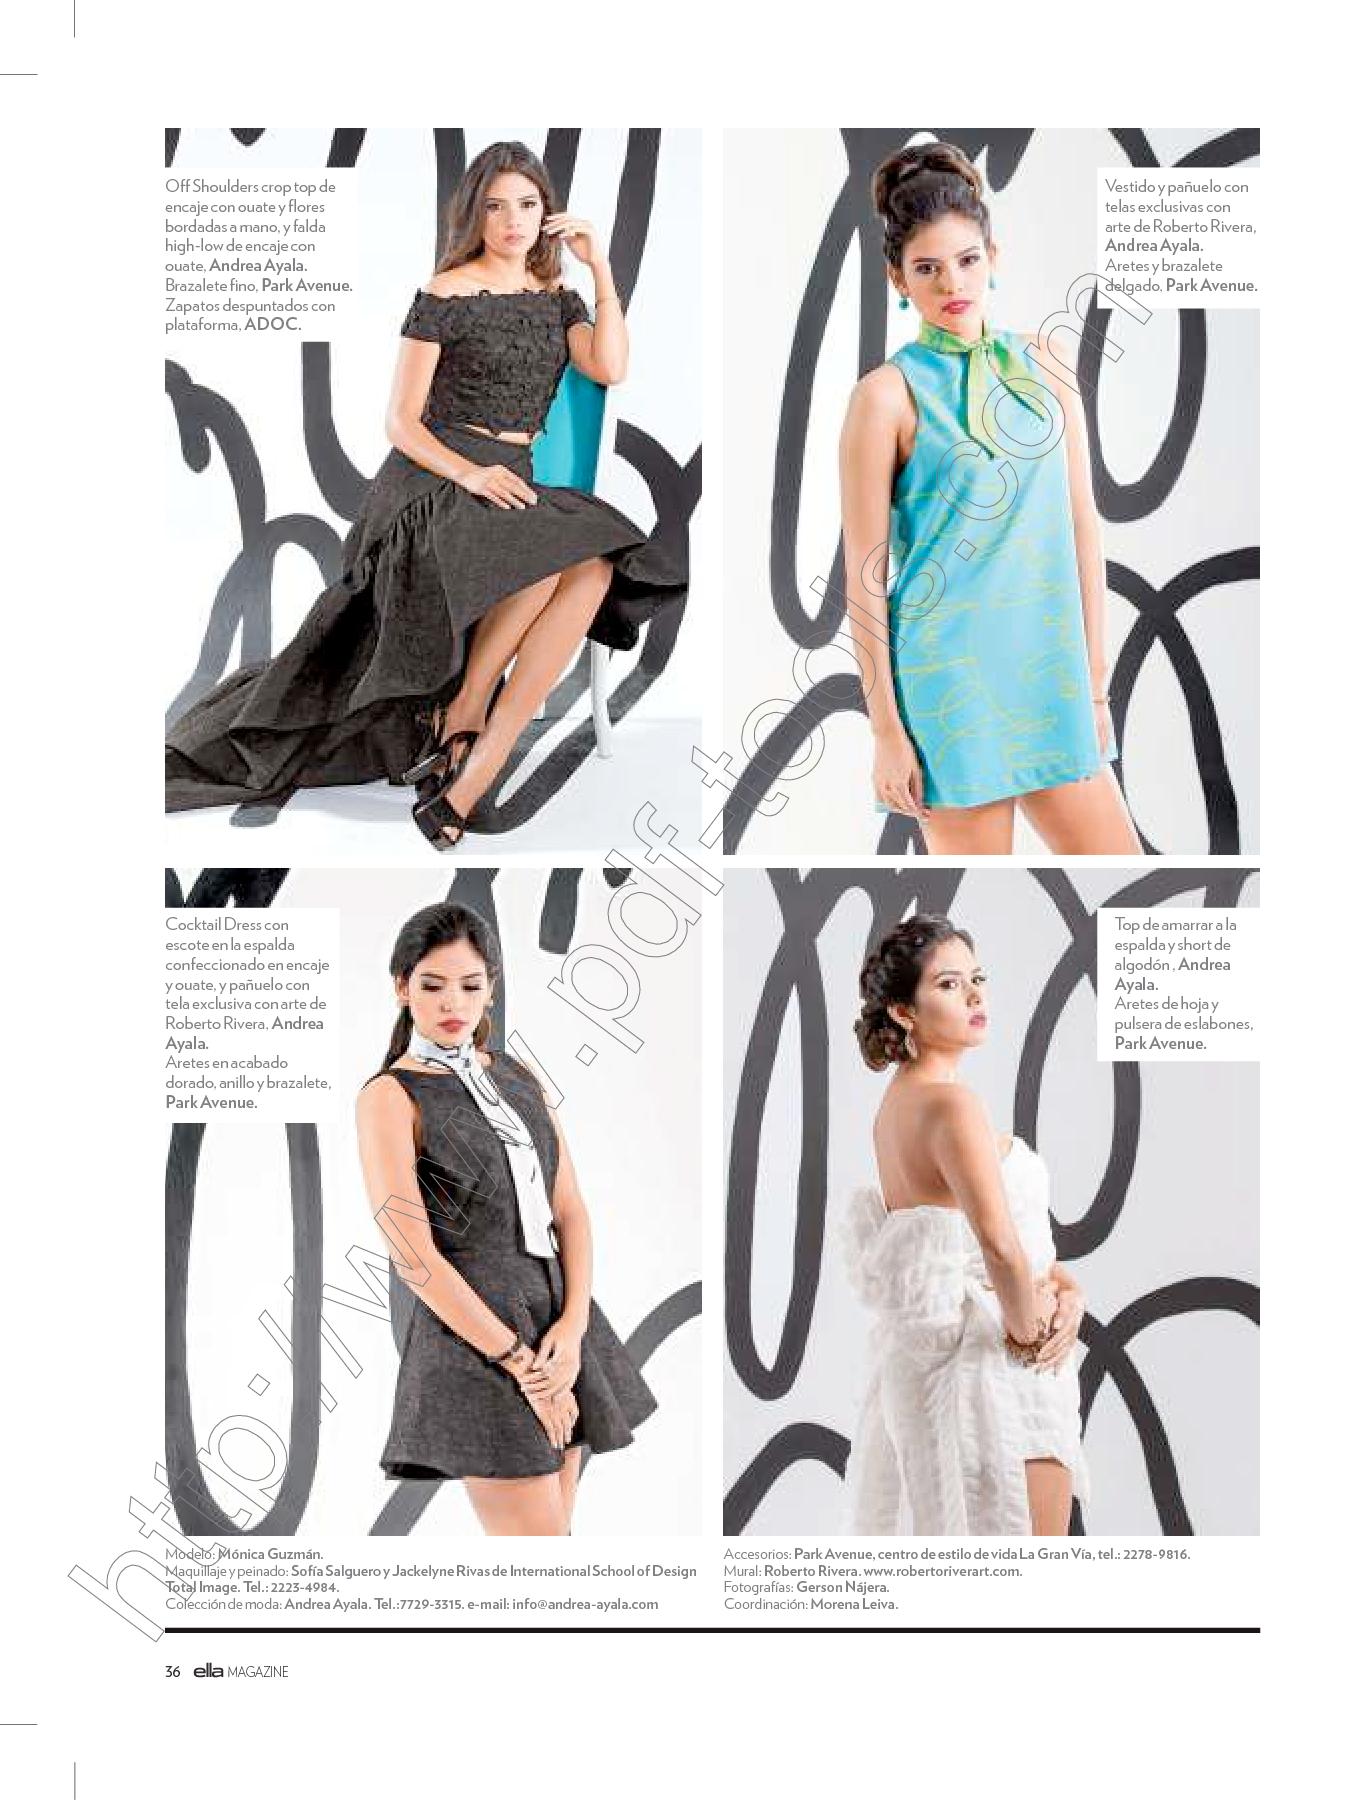 Off Shoulders crop top de
encaje con ouate y flores
bordadas a mano, y falda
high-low de encaje con
ouate, Andrea Ayala.
Brazalete fino, Park Avenue.
Zapatos despuntados con
plataforma, ADOC.
Vestido y pañuelo con
telas exclusivas con
arte de Roberto Rivera,
Andrea Ayala.
Aretes y brazalete
delgado, Park Avenue.
Cocktail Dress con
escote en la espalda
confeccionado en encaje
y ouate, y pañuelo con
tela exclusiva con arte de
Roberto Rivera, Andrea
Ayala.
Aretes en acabado
dorado, anillo y brazalete,
Park Avenue.
Top de amarrar a la
espalda y short de
algodón , Andrea
Ayala.
Aretes de hoja y
pulsera de eslabones,
Park Avenue.
Modelo: Mónica Guzmán.
Maquillaje y peinado: Sofía Salguero y Jackelyne Rivas de International School of Design
Total Image. Tel.: 2223-4984.
Colección de moda: Andrea Ayala. Tel.:7729-3315. e-mail: info@andrea-ayala.com
Accesorios: Park Avenue, centro de estilo de vida La Gran Vía, tel.: 2278-9816.
Mural: Roberto Rivera. www.robertoriverart.com.
Fotografías: Gerson Nájera.
Coordinación: Morena Leiva.
36 ella MAGAZINE
http://www.pdf-tools.com